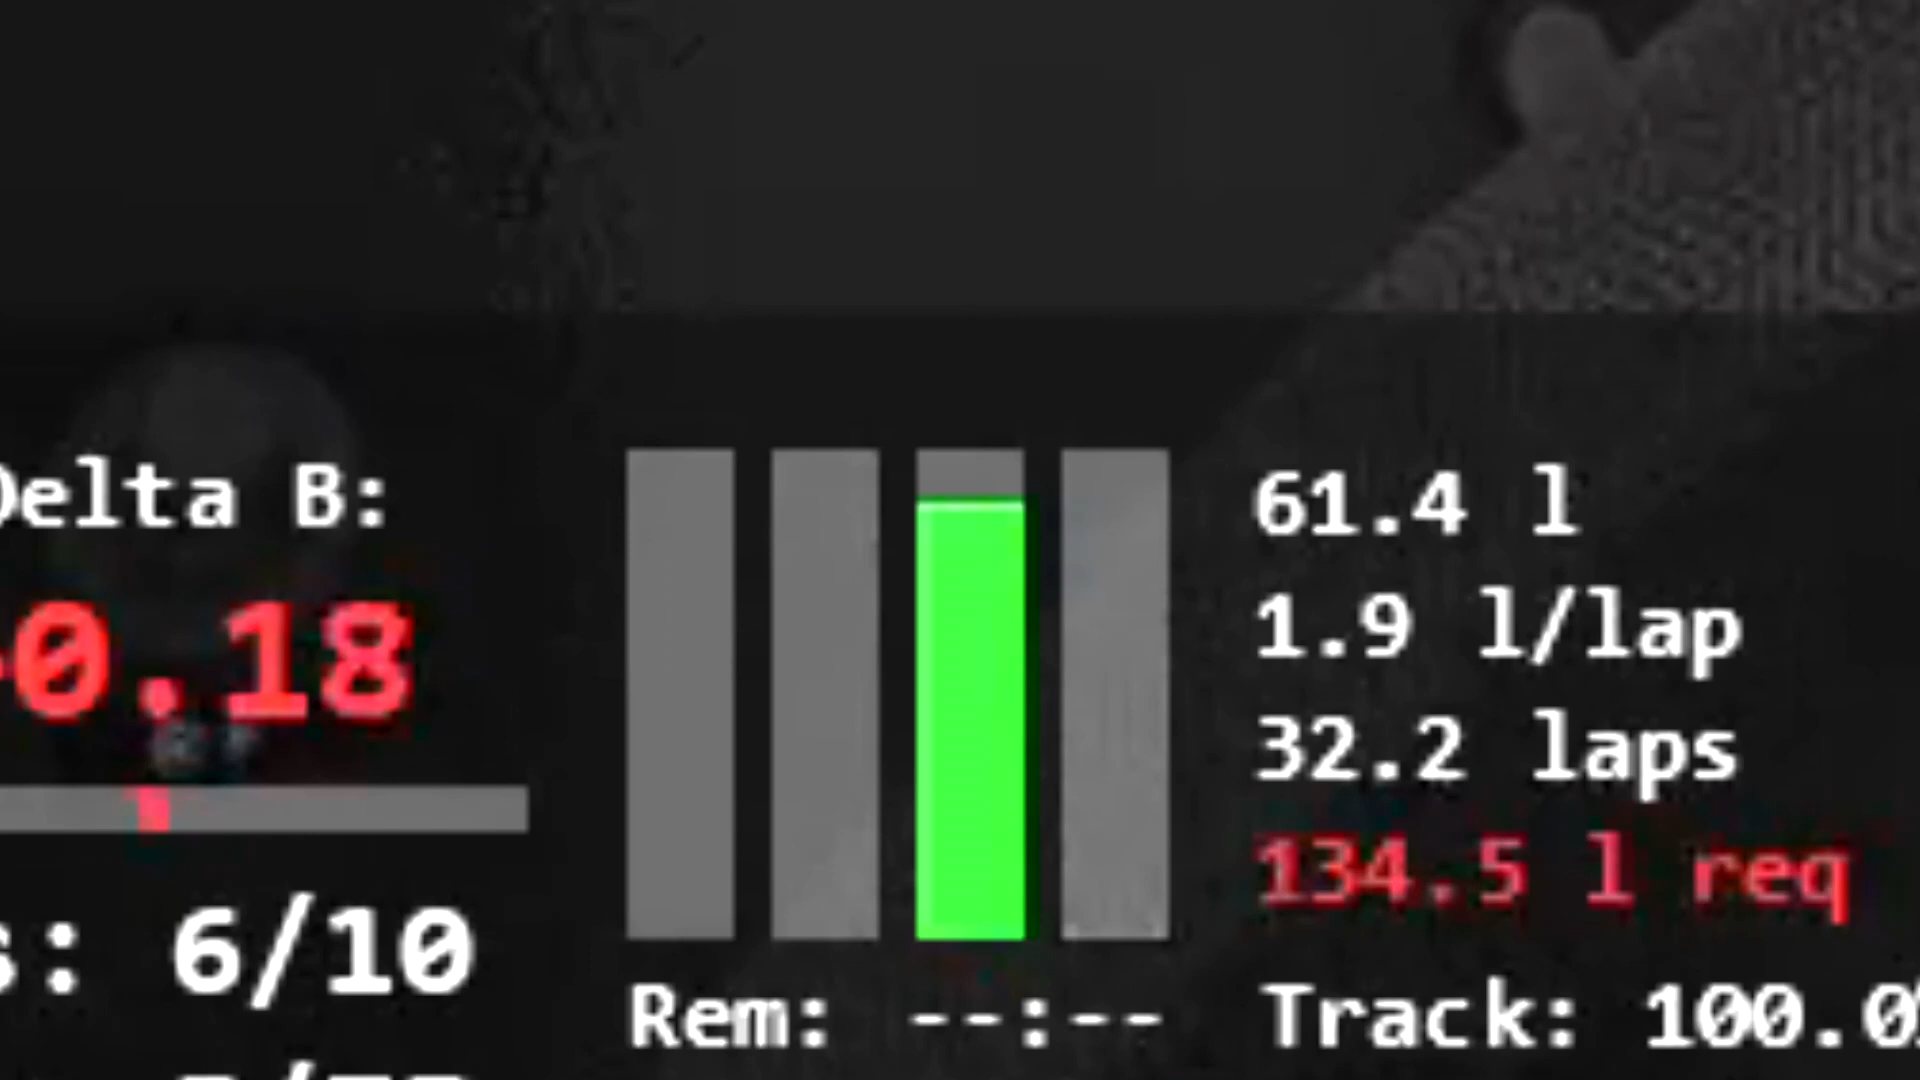 Delta B:
0.18
s: 6/10
Rem: --:--
61.4 l
1.9 l/lap
32.2 laps
134.5 l req
Track: 100.0